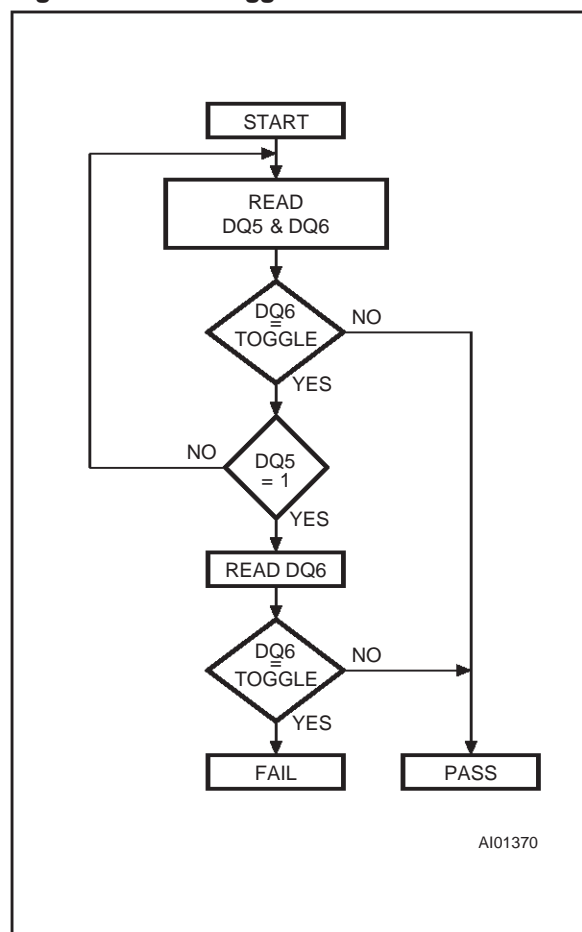 START
READ
DQ5 & DQ6
DQ6
=
TOGGLE
NO
YES
NO
DQ5
= 1
YES
READ DQ6
DQ6
=
TOGGLE
NO
YES
FAIL
PASS
AI01370